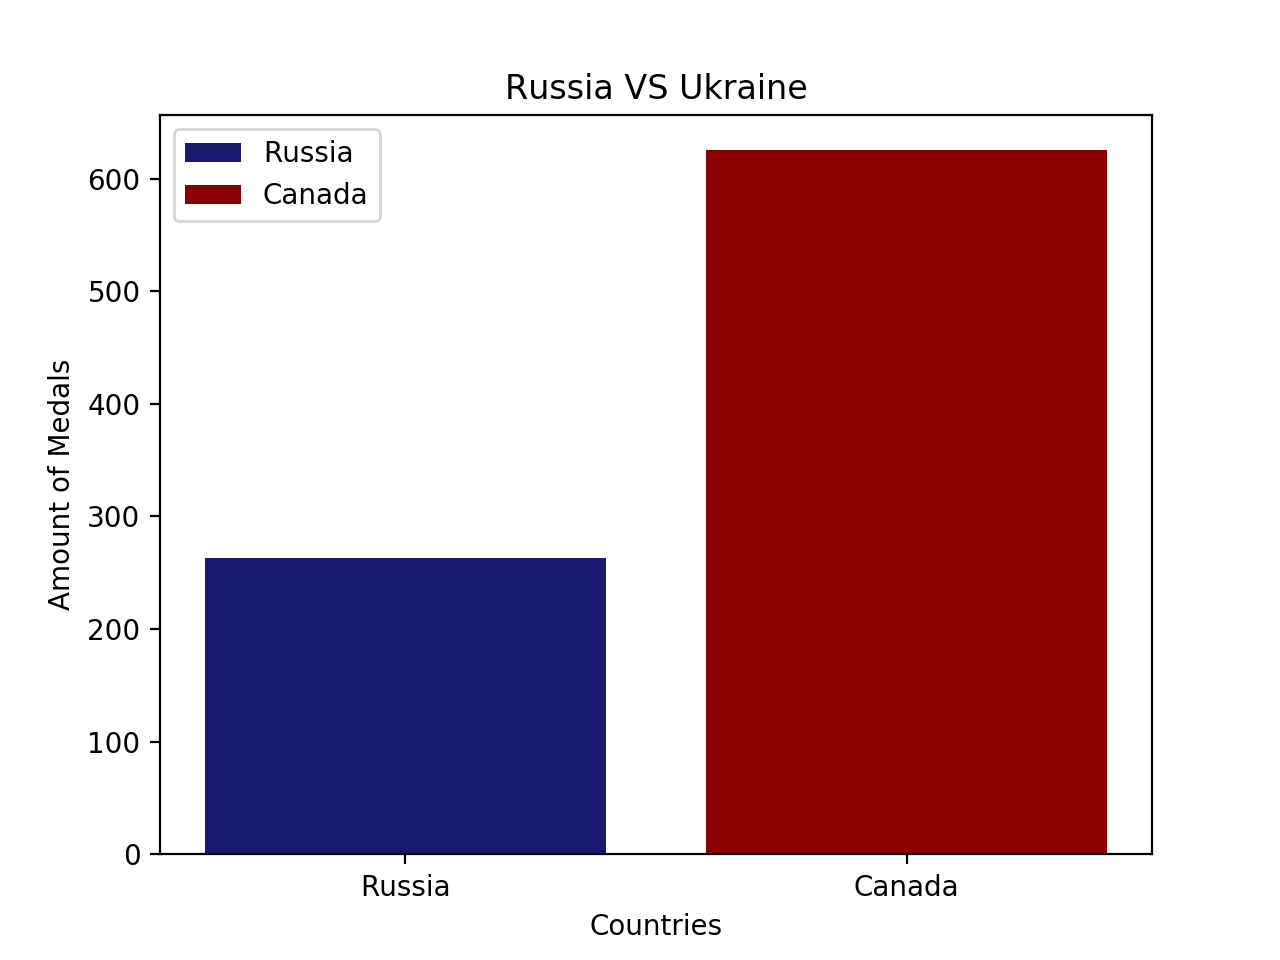 Russia VS Ukraine
Russia
Canada
600
500
400
300
200
100
0
Amount of Medals
Russia
Canada
Countries